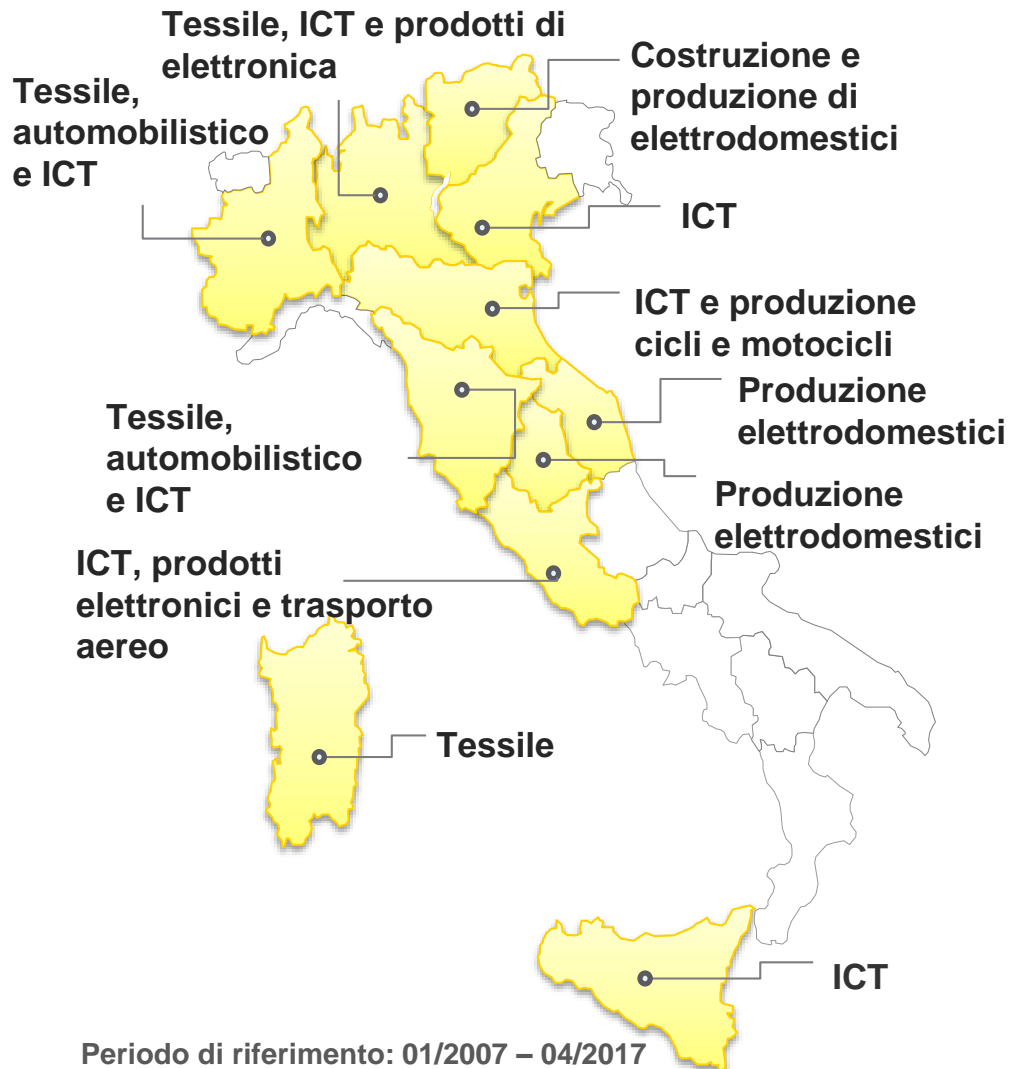 Tessile, ICT e prodotti di
elettronica
Costruzione e
produzione di
elettrodomestici
Tessile,
automobilistico
e ICT
ICT
ICT e produzione
cicli e motocicli
Produzione
elettrodomestici
Tessile,
automobilistico
e ICT
Produzione
elettrodomestici
ICT, prodotti
elettronici e trasporto
aereo
Tessile
ICT
Periodo di riferimento: 01/2007 – 04/2017